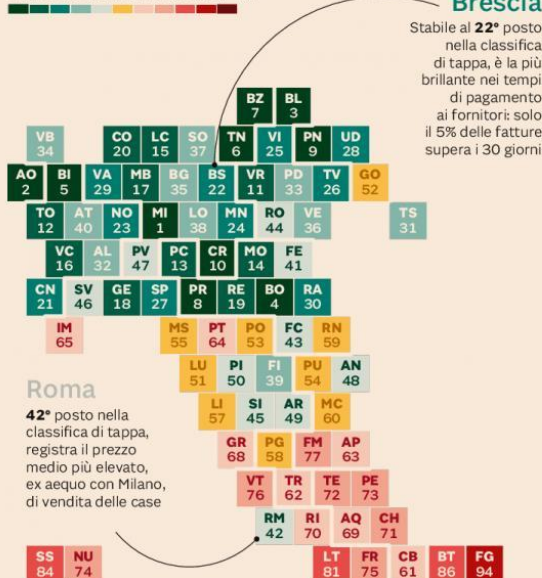 Brescia
Stabile al 22° posto
nella classifica
di tappa, è la più
brillante nei tempi
di pagamento
ai fornitori: solo
il 5% delle fatture
supera i 30 giorni
BZ BL
7 3
VB CO LC SO TN VI PN UD
34 20 15 37 6 25 9 28
AO BI VA MB BG BS VR PD TV GO
2 5 29 17 35 22 11 33 26 52
TO AT NO MI LO MN RO VE TS
12 40 23 1 38 24 44 36 31
VC AL PV PC CR MO FE
16 32 47 13 10 14 41
CN SV GE SP PR RE BO RA
21 46 18 27 8 19 4 30
IM MS PT PO FC RN
65 55 64 53 43 59
LU PI FI PU AN
51 50 39 54 48
Roma
42° posto nella
classifica di tappa,
registra il prezzo
medio più elevato,
ex aequo con Milano,
di vendita delle case
LI SI AR MC
57 45 49 60
GR PG FM AP
68 58 77 63
VT TR TE PE
76 62 72 73
RM RI AQ CH
42 70 69 71
SS NU LT FR CB BT FG
84 74 81 75 61 86 94